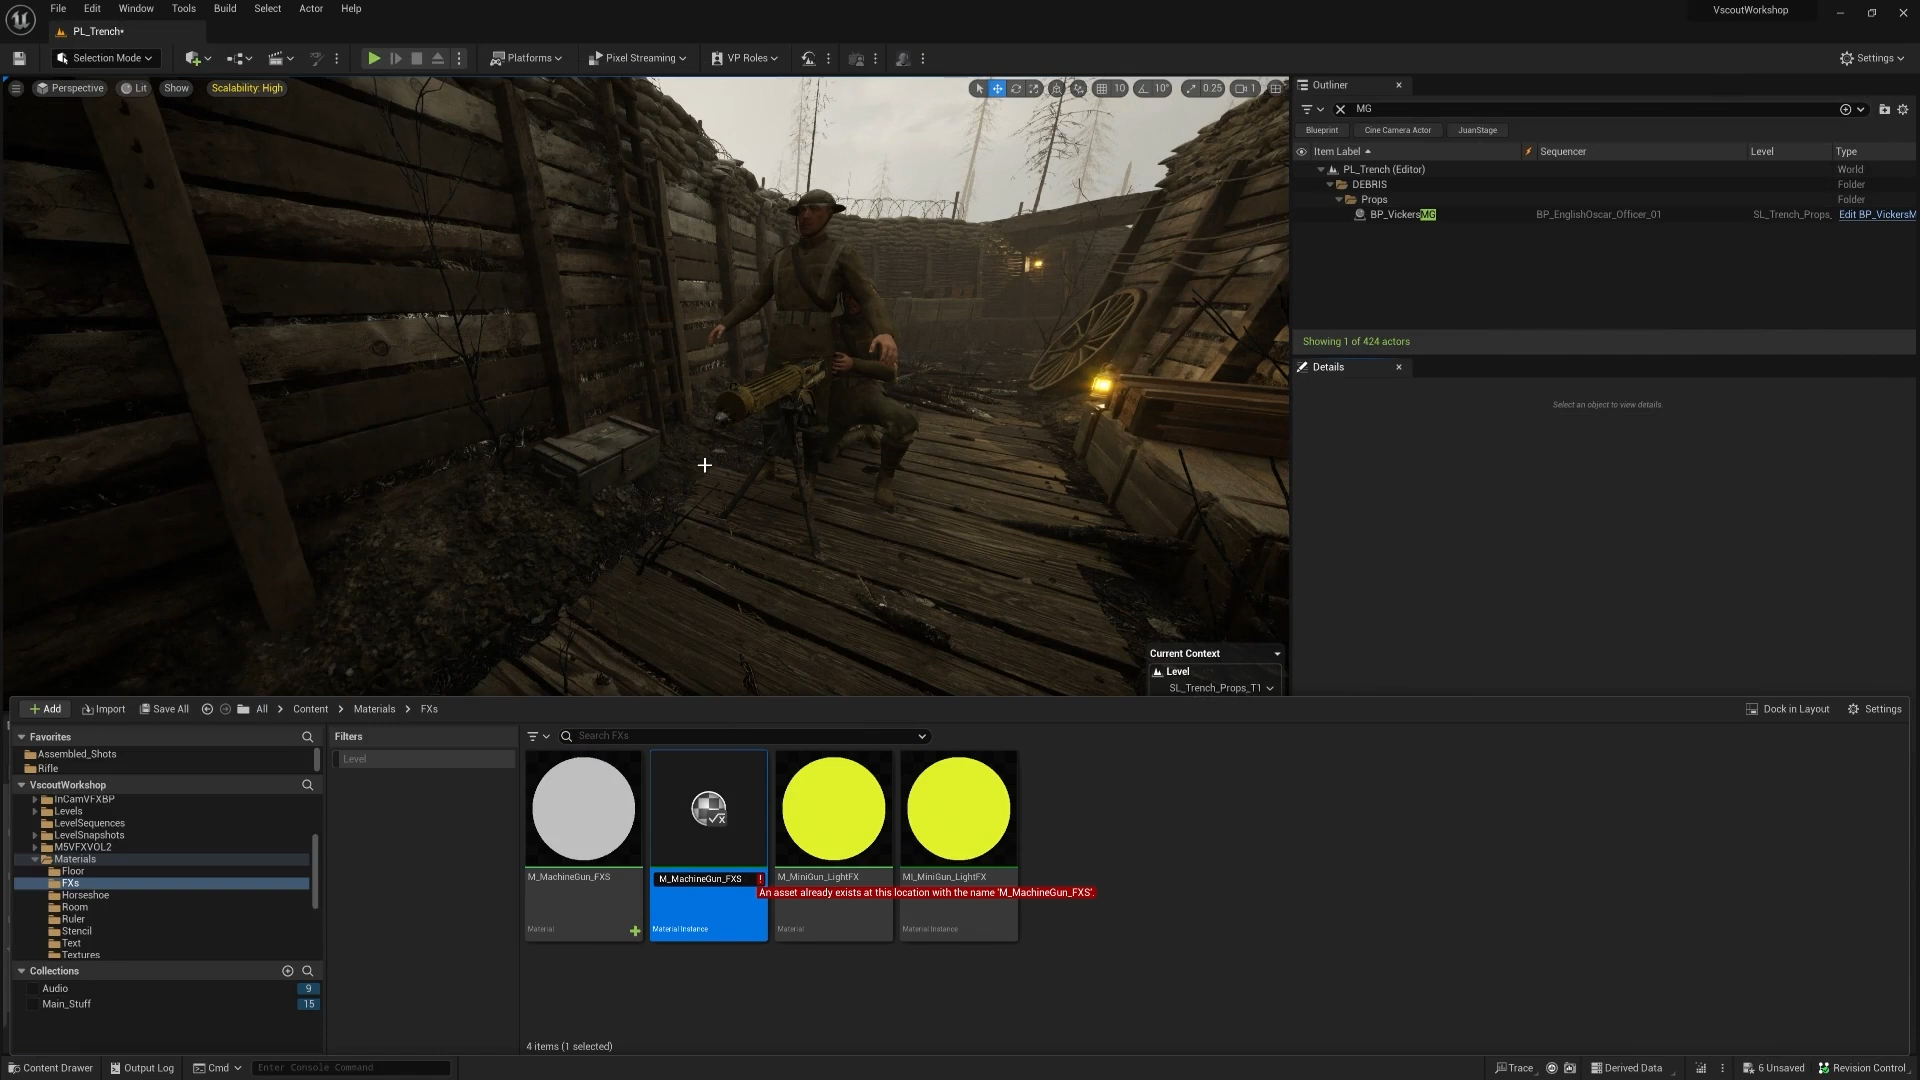 File Edit Window Tools Build Select Actor Help
VscoutWorkshop
PL_Trench*
Selection Mode
Platforms
Pixel Streaming
VP Roles
Settings
Perspective
Lit
Show
Scalability: High
10
10°
0.25
1
Outliner
MG
Blueprint
Cine Camera Actor
JuanStage
Item Label
Sequencer
Level
Type
PL_Trench (Editor)
World
DEBRIS
Folder
Props
Folder
BP_VickersMG
BP_EnglishOscar_Officer_01
SL_Trench_Props_
Edit BP_VickersM
Showing 1 of 424 actors
Details
Select an object to view details.
Current Context
Level
SL_Trench_Props_T1
Add
Import
Save All
All
Content
Materials
FXs
Dock in Layout
Settings
Favorites
Assembled_Shots
Rifle
VscoutWorkshop
InCamVFXBP
Levels
LevelSequences
LevelSnapshots
M5VFXVOL2
Materials
Floor
FXs
Horseshoe
Room
Ruler
Stencil
Text
Textures
Collections
Audio
9
Main_Stuff
15
Filters
Level
Search FXs
M_MachineGun_FXS
Material
M_MachineGun_FXS
!
An asset already exists at this location with the name 'M_MachineGun_FXS'.
Material Instance
M_MiniGun_LightFX
Material
MI_MiniGun_LightFX
Material Instance
4 items (1 selected)
Content Drawer
Output Log
Cmd
Enter Console Command
Trace
Derived Data
6 Unsaved
Revision Control